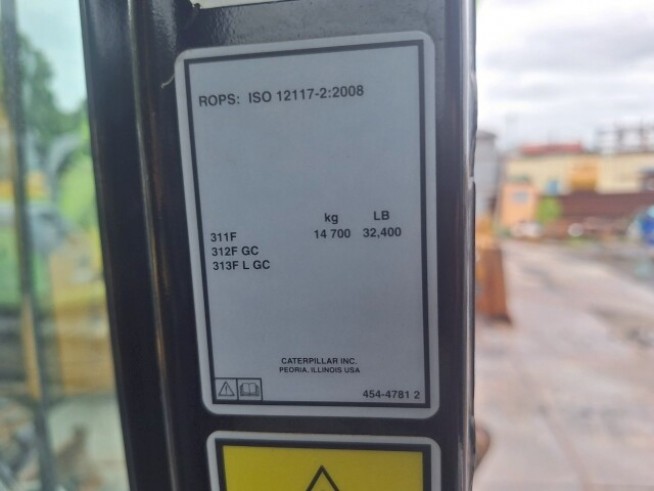 ROPS: ISO 12117-2:2008
kg LB
311F 14 700 32,400
312F GC
313F L GC
CATERPILLAR INC.
PEORIA, ILLINOIS USA
454-4781 2